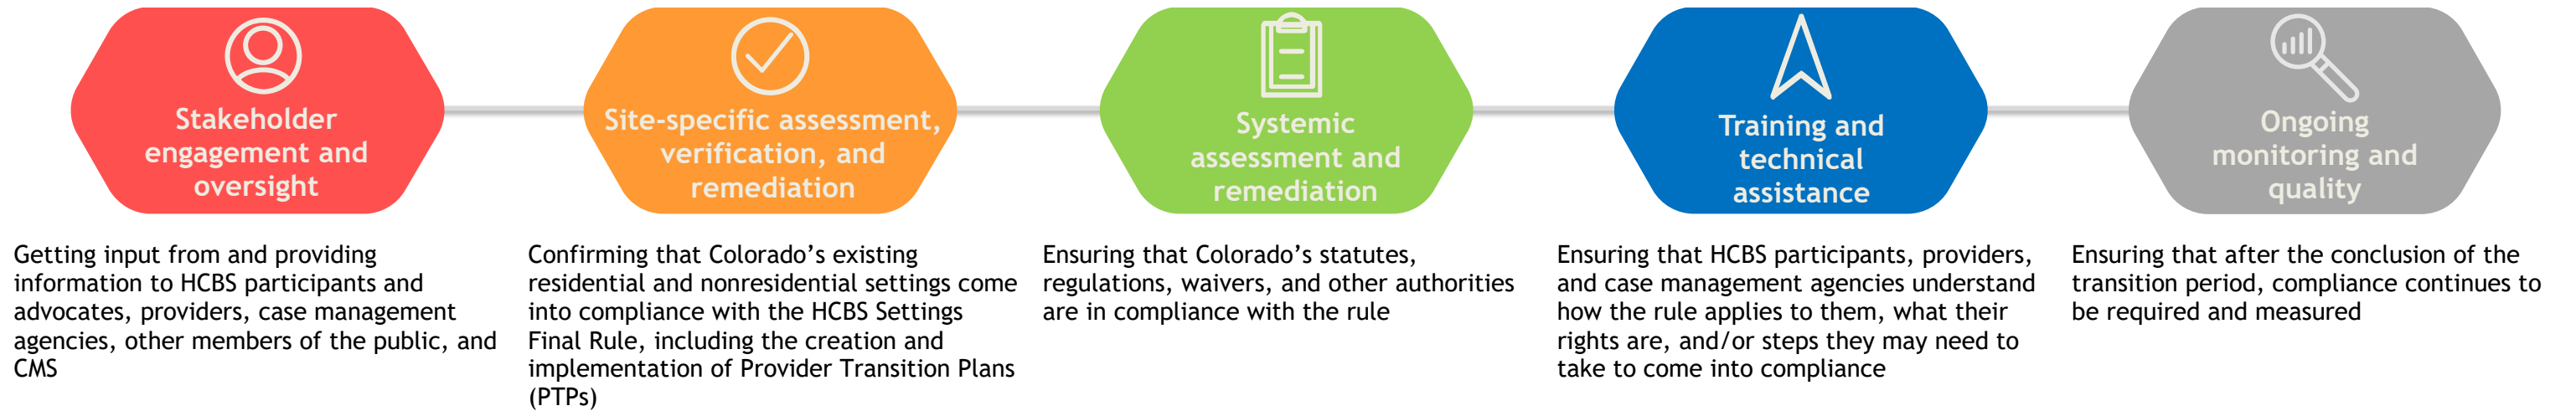 Stakeholder
engagement and
oversight
Getting input from and providing
information to HCBS participants and
advocates, providers, case management
agencies, other members of the public, and
CMS
Site-specific assessment,
verification, and
remediation
Confirming that Colorado’s existing
residential and nonresidential settings come
into compliance with the HCBS Settings
Final Rule, including the creation and
implementation of Provider Transition Plans
(PTPs)
Systemic
assessment and
remediation
Ensuring that Colorado’s statutes,
regulations, waivers, and other authorities
are in compliance with the rule
Training and
technical
assistance
Ensuring that HCBS participants, providers,
and case management agencies understand
how the rule applies to them, what their
rights are, and/or steps they may need to
take to come into compliance
Ongoing
monitoring and
quality
Ensuring that after the conclusion of the
transition period, compliance continues to
be required and measured